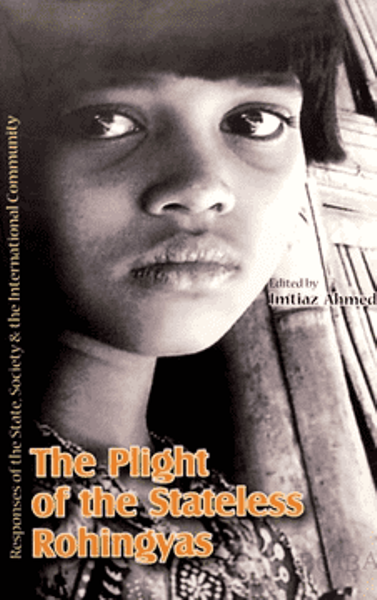 Responses of the State, Society & the International Community
Edited by
Imtiaz Ahmed
The Plight
of the Stateless
Rohingyas